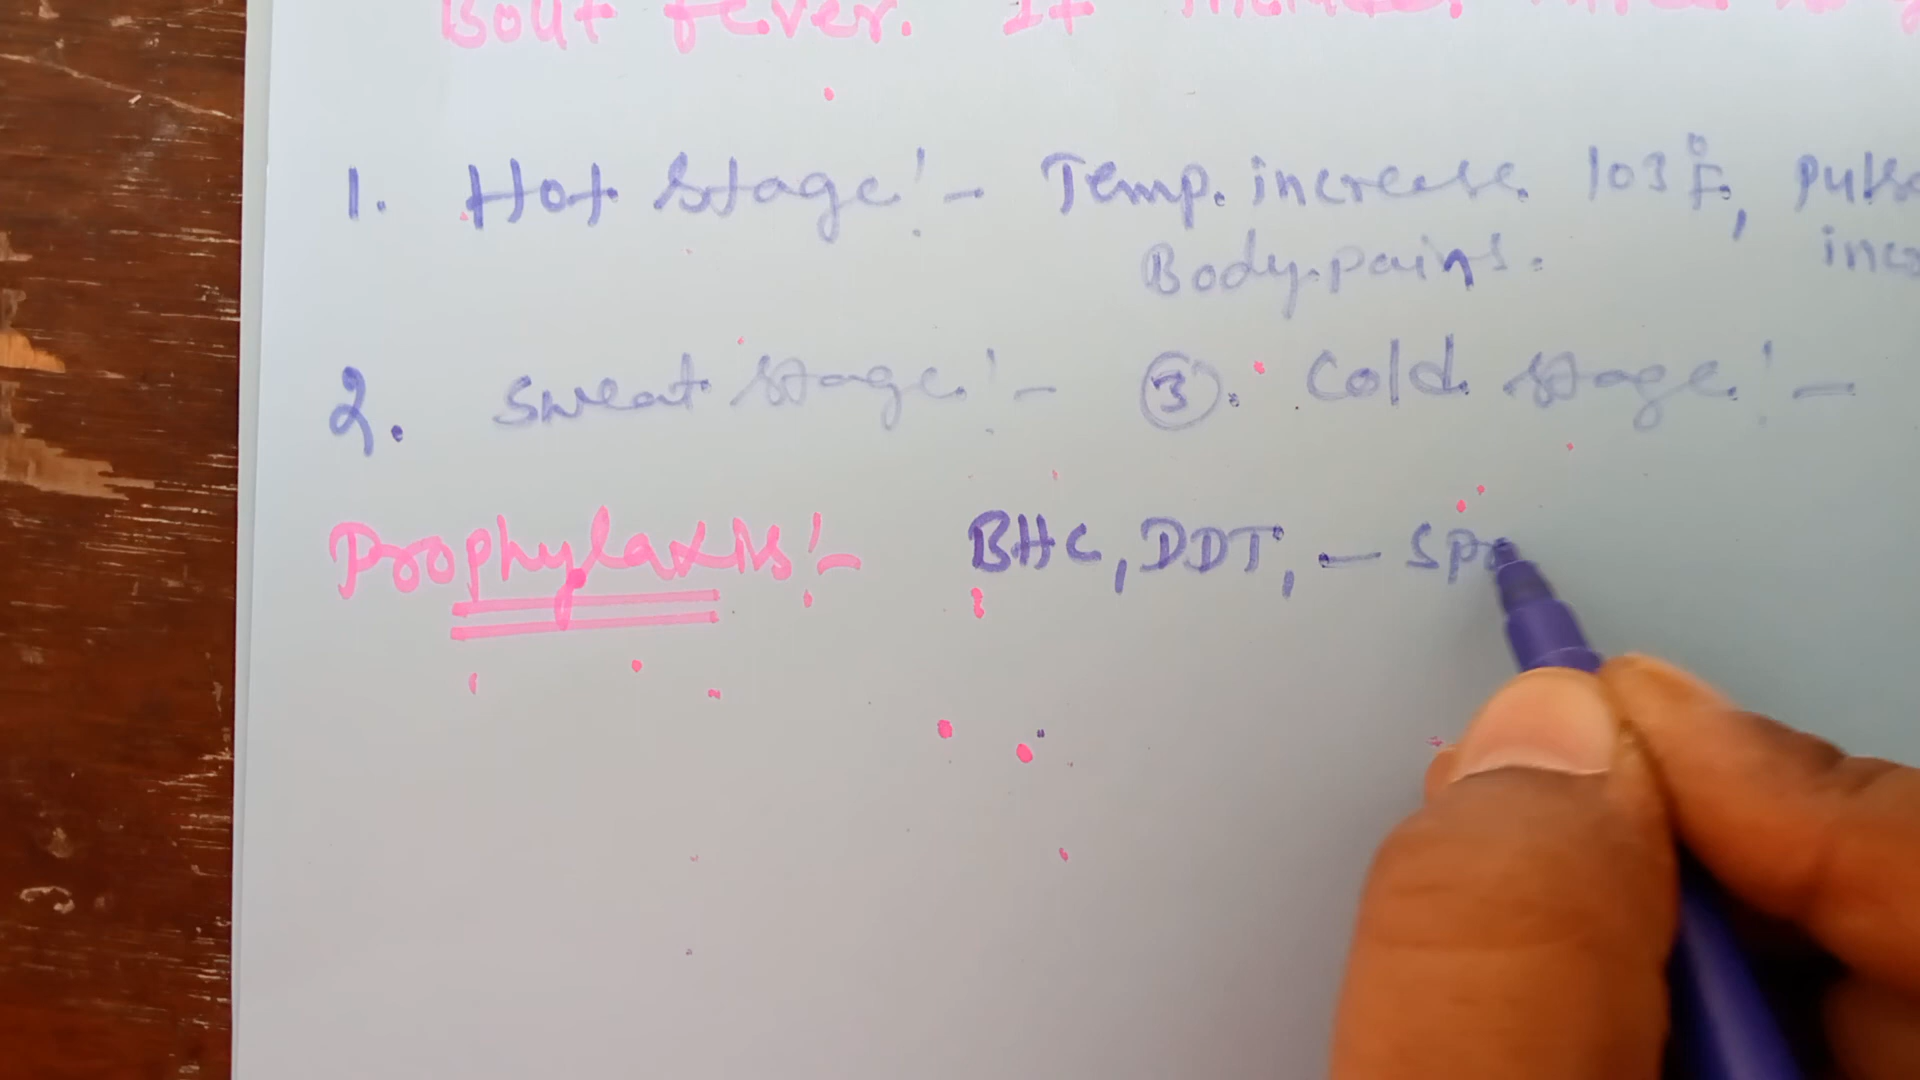 Bout fever. If
1. Hot stage:- Temp. increase 103°F, pulse
Body pains.
2. Sweat stage:- ③. Cold stage:-
Prophylaxis:- BHC, DDT, - Sp